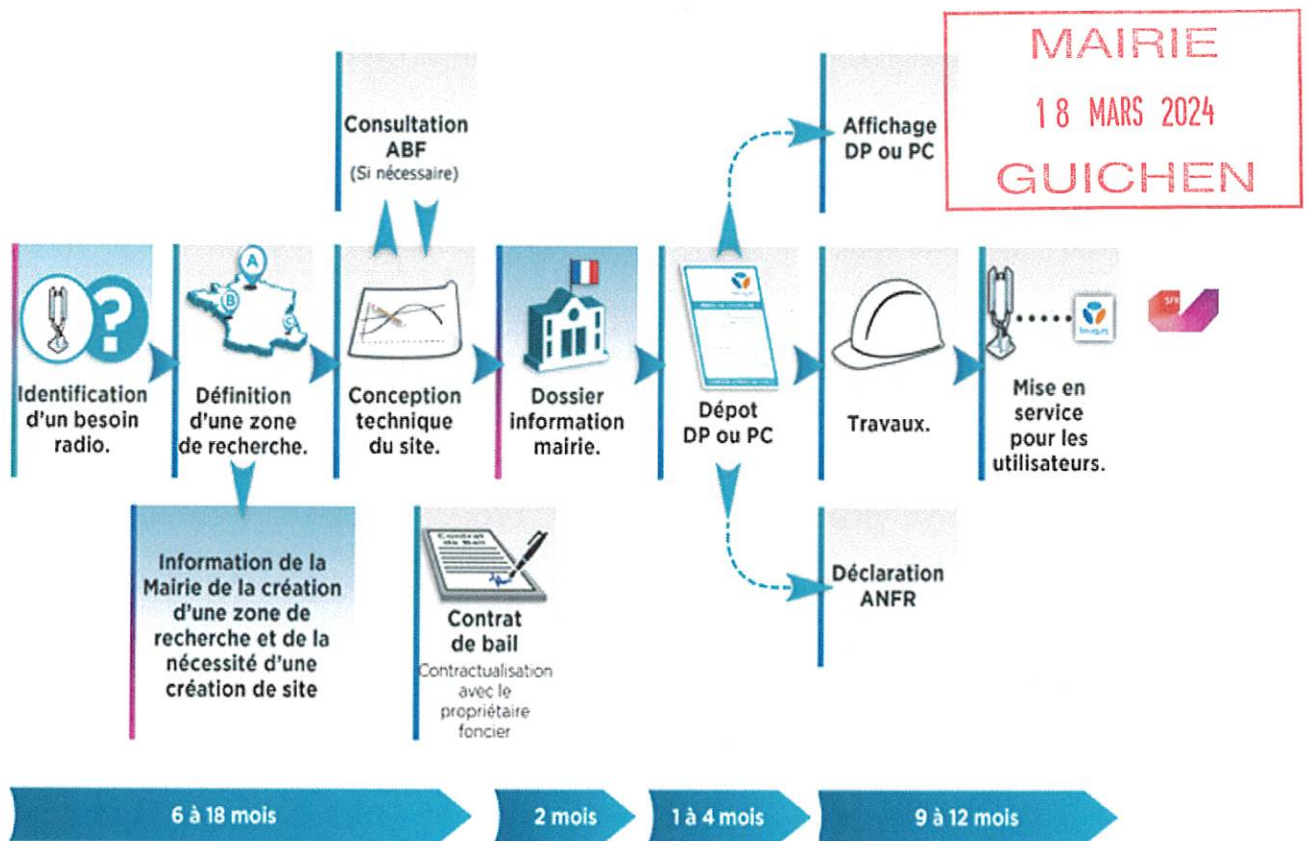 MAIRIE
18 MARS 2024
GUICHEN
Consultation
ABF
(Si nécessaire)
Affichage
DP ou PC
A
B
C
?
Identification
d'un besoin
radio.
Définition
d'une zone
de recherche.
Conception
technique
du site.
Dossier
information
mairie.
Dépot
DP ou PC
Travaux.
SFR
Mise en
service
pour les
utilisateurs.
Information de la
Mairie de la création
d'une zone de
recherche et de la
nécessité d'une
création de site
Contrat
de Bail
Contrat
de bail
Contractualisation
avec le
propriétaire
foncier
Déclaration
ANFR
6 à 18 mois
2 mois
1 à 4 mois
9 à 12 mois